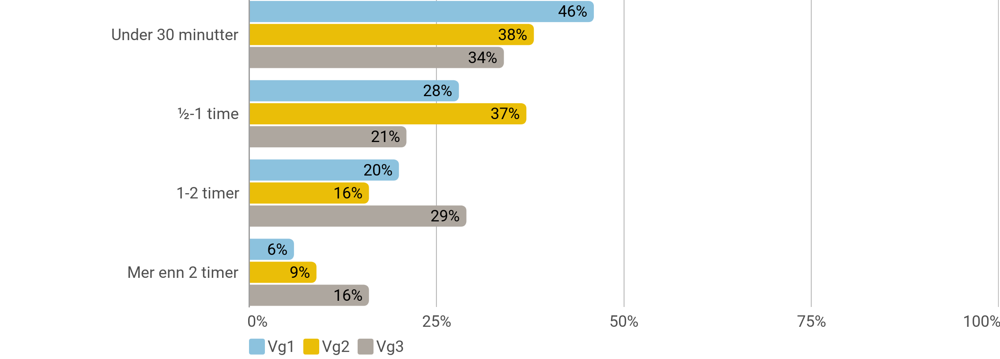 46%
Under 30 minutter
38%
34%
28%
½-1 time
37%
21%
20%
1-2 timer
16%
29%
6%
Mer enn 2 timer
9%
16%
0% 25% 50% 75% 100%
Vg1 Vg2 Vg3